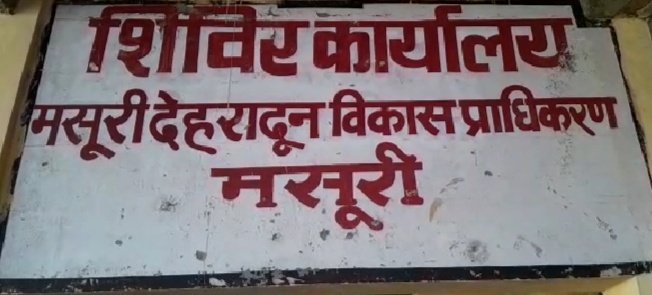 शिविर कार्यालय
मसूरी देहरादून विकास प्राधिकरण
मसूरी